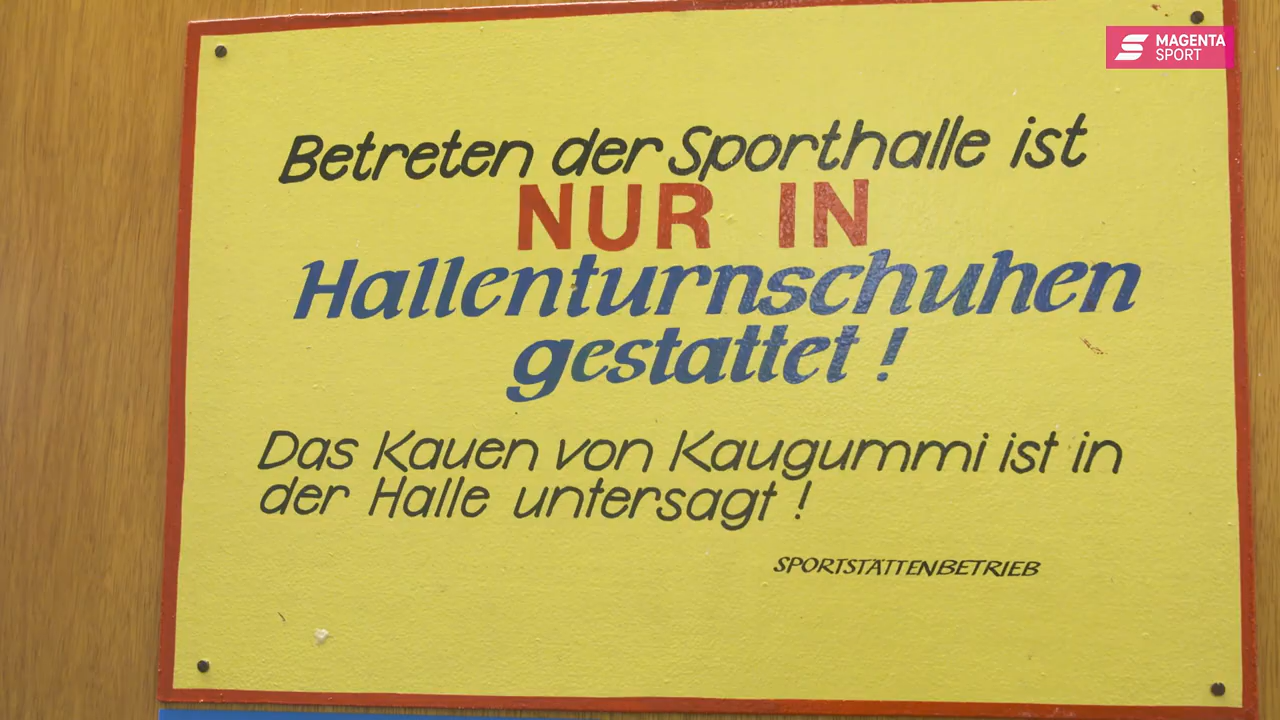 MAGENTA
SPORT
Betreten der Sporthalle ist
NUR IN
Hallenturnschuhen
gestattet !
Das Kauen von Kaugummi ist in
der Halle untersagt !
SPORTSTÄTTENBETRIEB